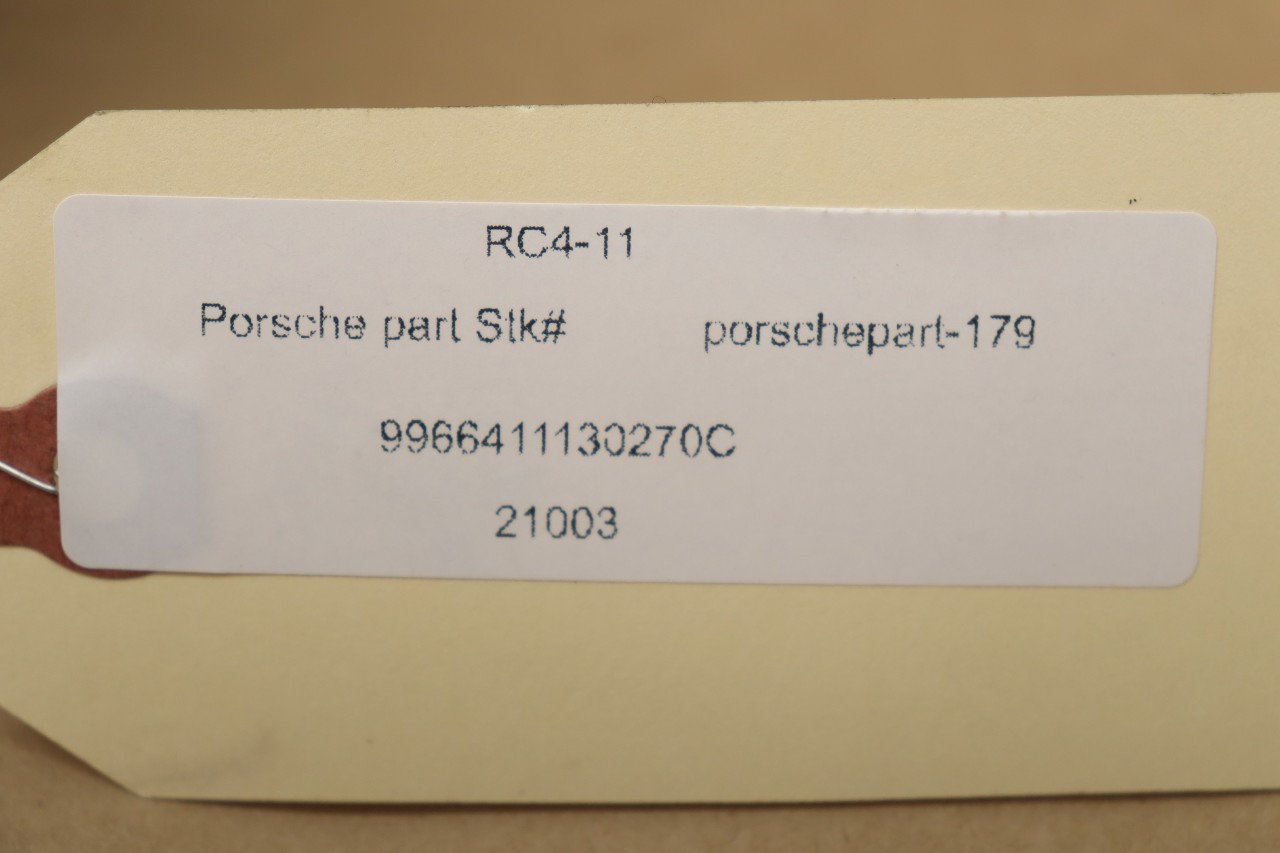 RC4-11
Porsche part Stk# porschepart-179
9966411130270C
21003